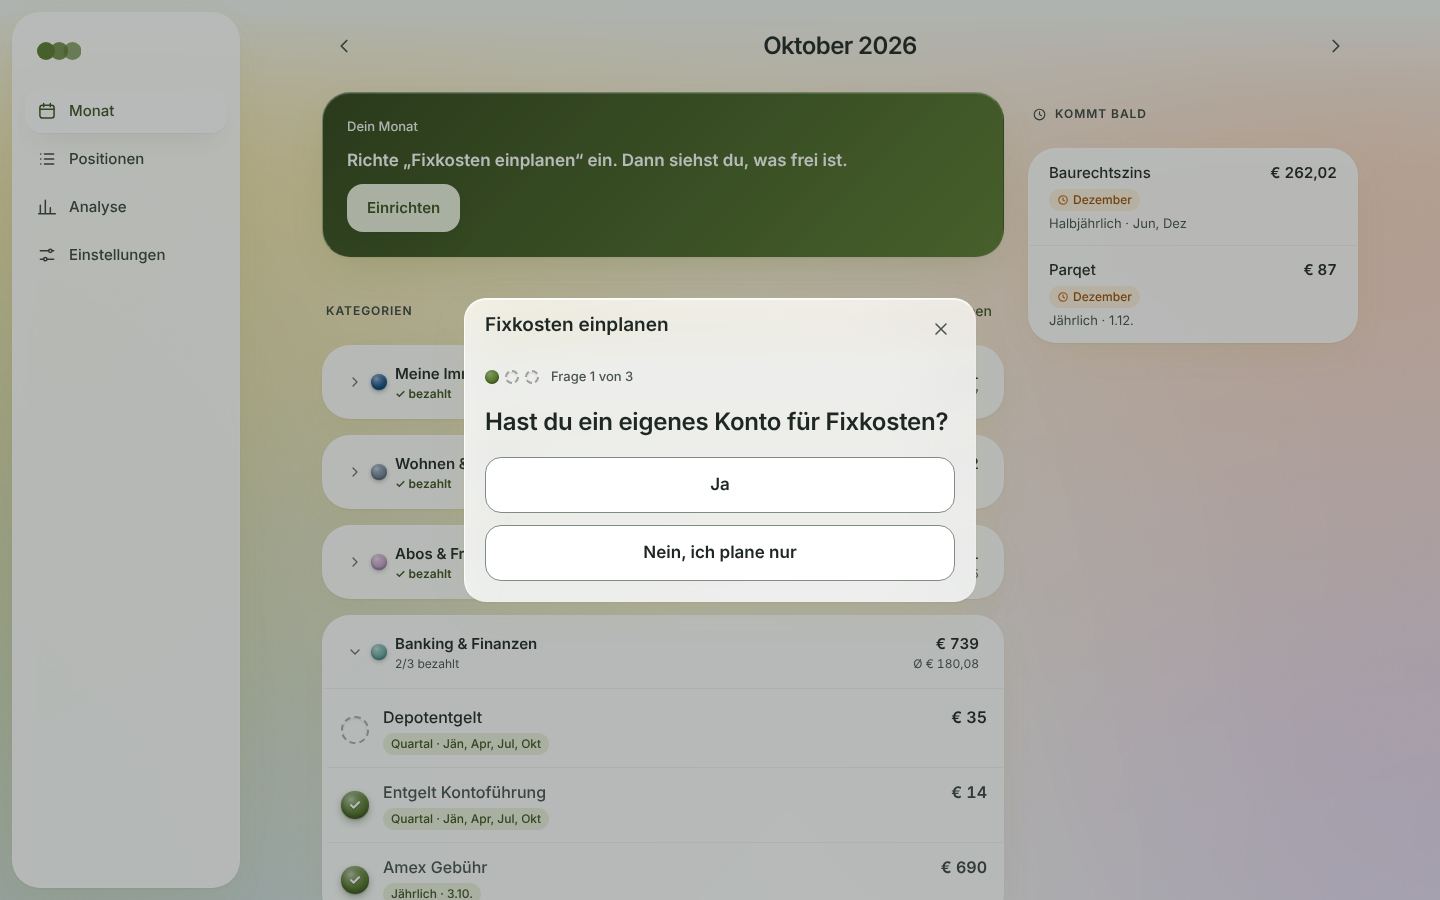 Oktober 2026
Monat
Positionen
Analyse
Einstellungen
Dein Monat
Richte „Fixkosten einplanen“ ein. Dann siehst du, was frei ist.
Einrichten
KATEGORIEN
Meine
✓ bezahlt
Wohnen
✓ bezahlt
Abos &
✓ bezahlt
Fixkosten einplanen
Frage 1 von 3
Hast du ein eigenes Konto für Fixkosten?
Ja
Nein, ich plane nur
Banking & Finanzen
€ 739
2/3 bezahlt
Ø € 180,08
Depotentgelt
€ 35
Quartal · Jän, Apr, Jul, Okt
Entgelt Kontoführung
€ 14
Quartal · Jän, Apr, Jul, Okt
Amex Gebühr
€ 690
Jährlich · 3.10.
KOMMT BALD
Baurechtszins
€ 262,02
Dezember
Halbjährlich · Jun, Dez
Parqet
€ 87
Dezember
Jährlich · 1.12.